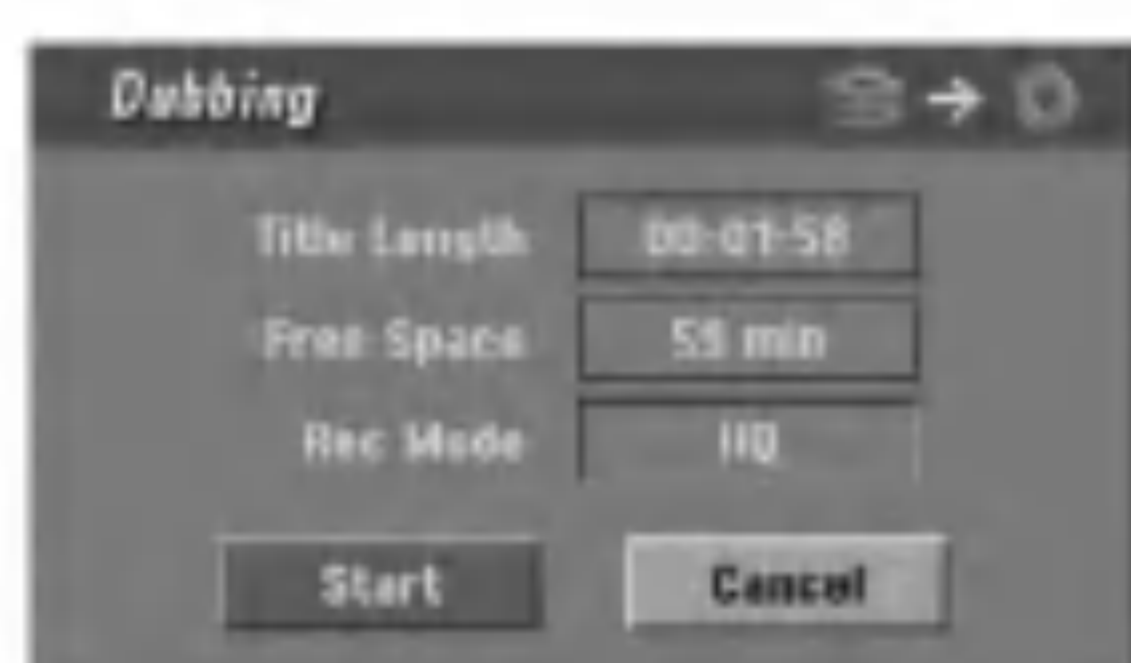 Dubbing
Title Length 00:01:58
Free Space 59 min
Rec Mode HQ
Start Cancel